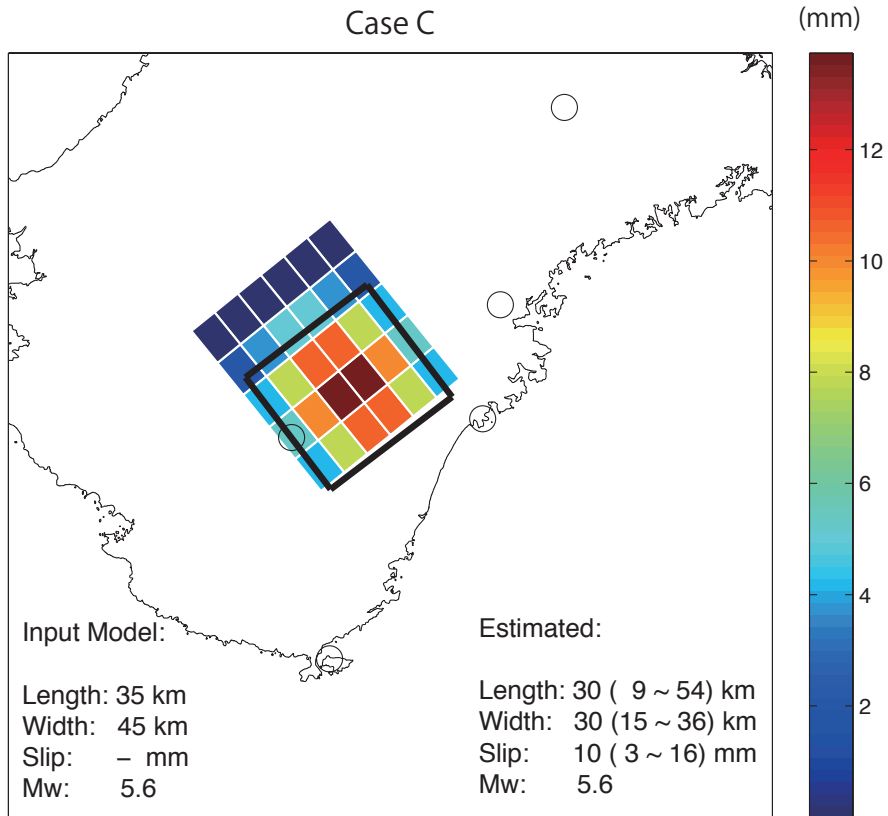 Case C
(mm)
12
10
8
6
4
2
Input Model:
Length: 35 km
Width: 45 km
Slip: – mm
Mw: 5.6
Estimated:
Length: 30 ( 9 ~ 54) km
Width: 30 (15 ~ 36) km
Slip: 10 ( 3 ~ 16) mm
Mw: 5.6